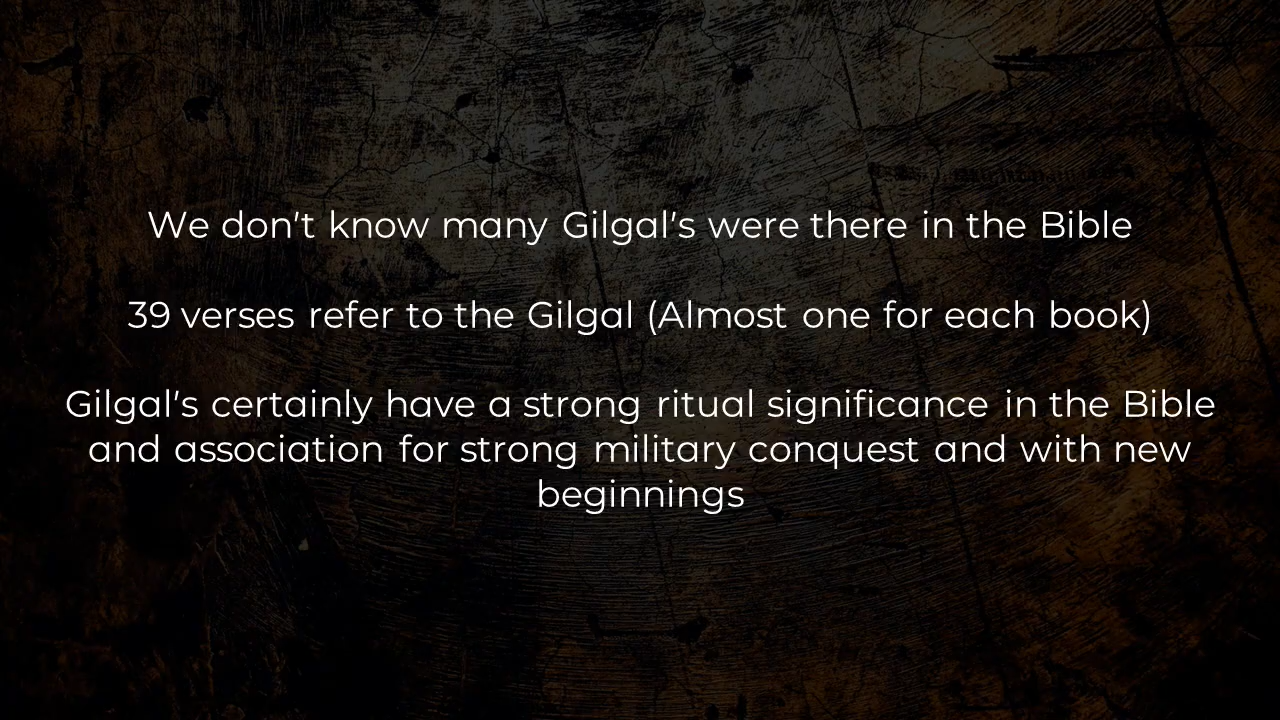 We don't know many Gilgal's were there in the Bible
39 verses refer to the Gilgal (Almost one for each book)
Gilgal's certainly have a strong ritual significance in the Bible
and association for strong military conquest and with new
beginnings